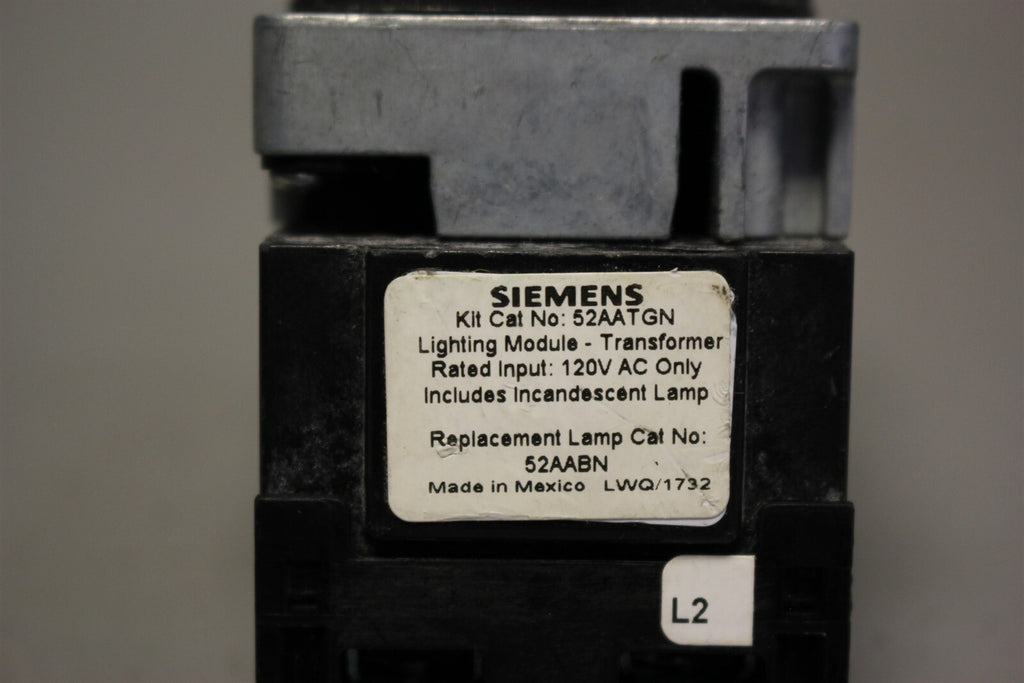 SIEMENS
Kit Cat No: 52AATGN
Lighting Module - Transformer
Rated Input: 120V AC Only
Includes Incandescent Lamp
Replacement Lamp Cat No:
52AABN
Made in Mexico LWQ/1732
L2